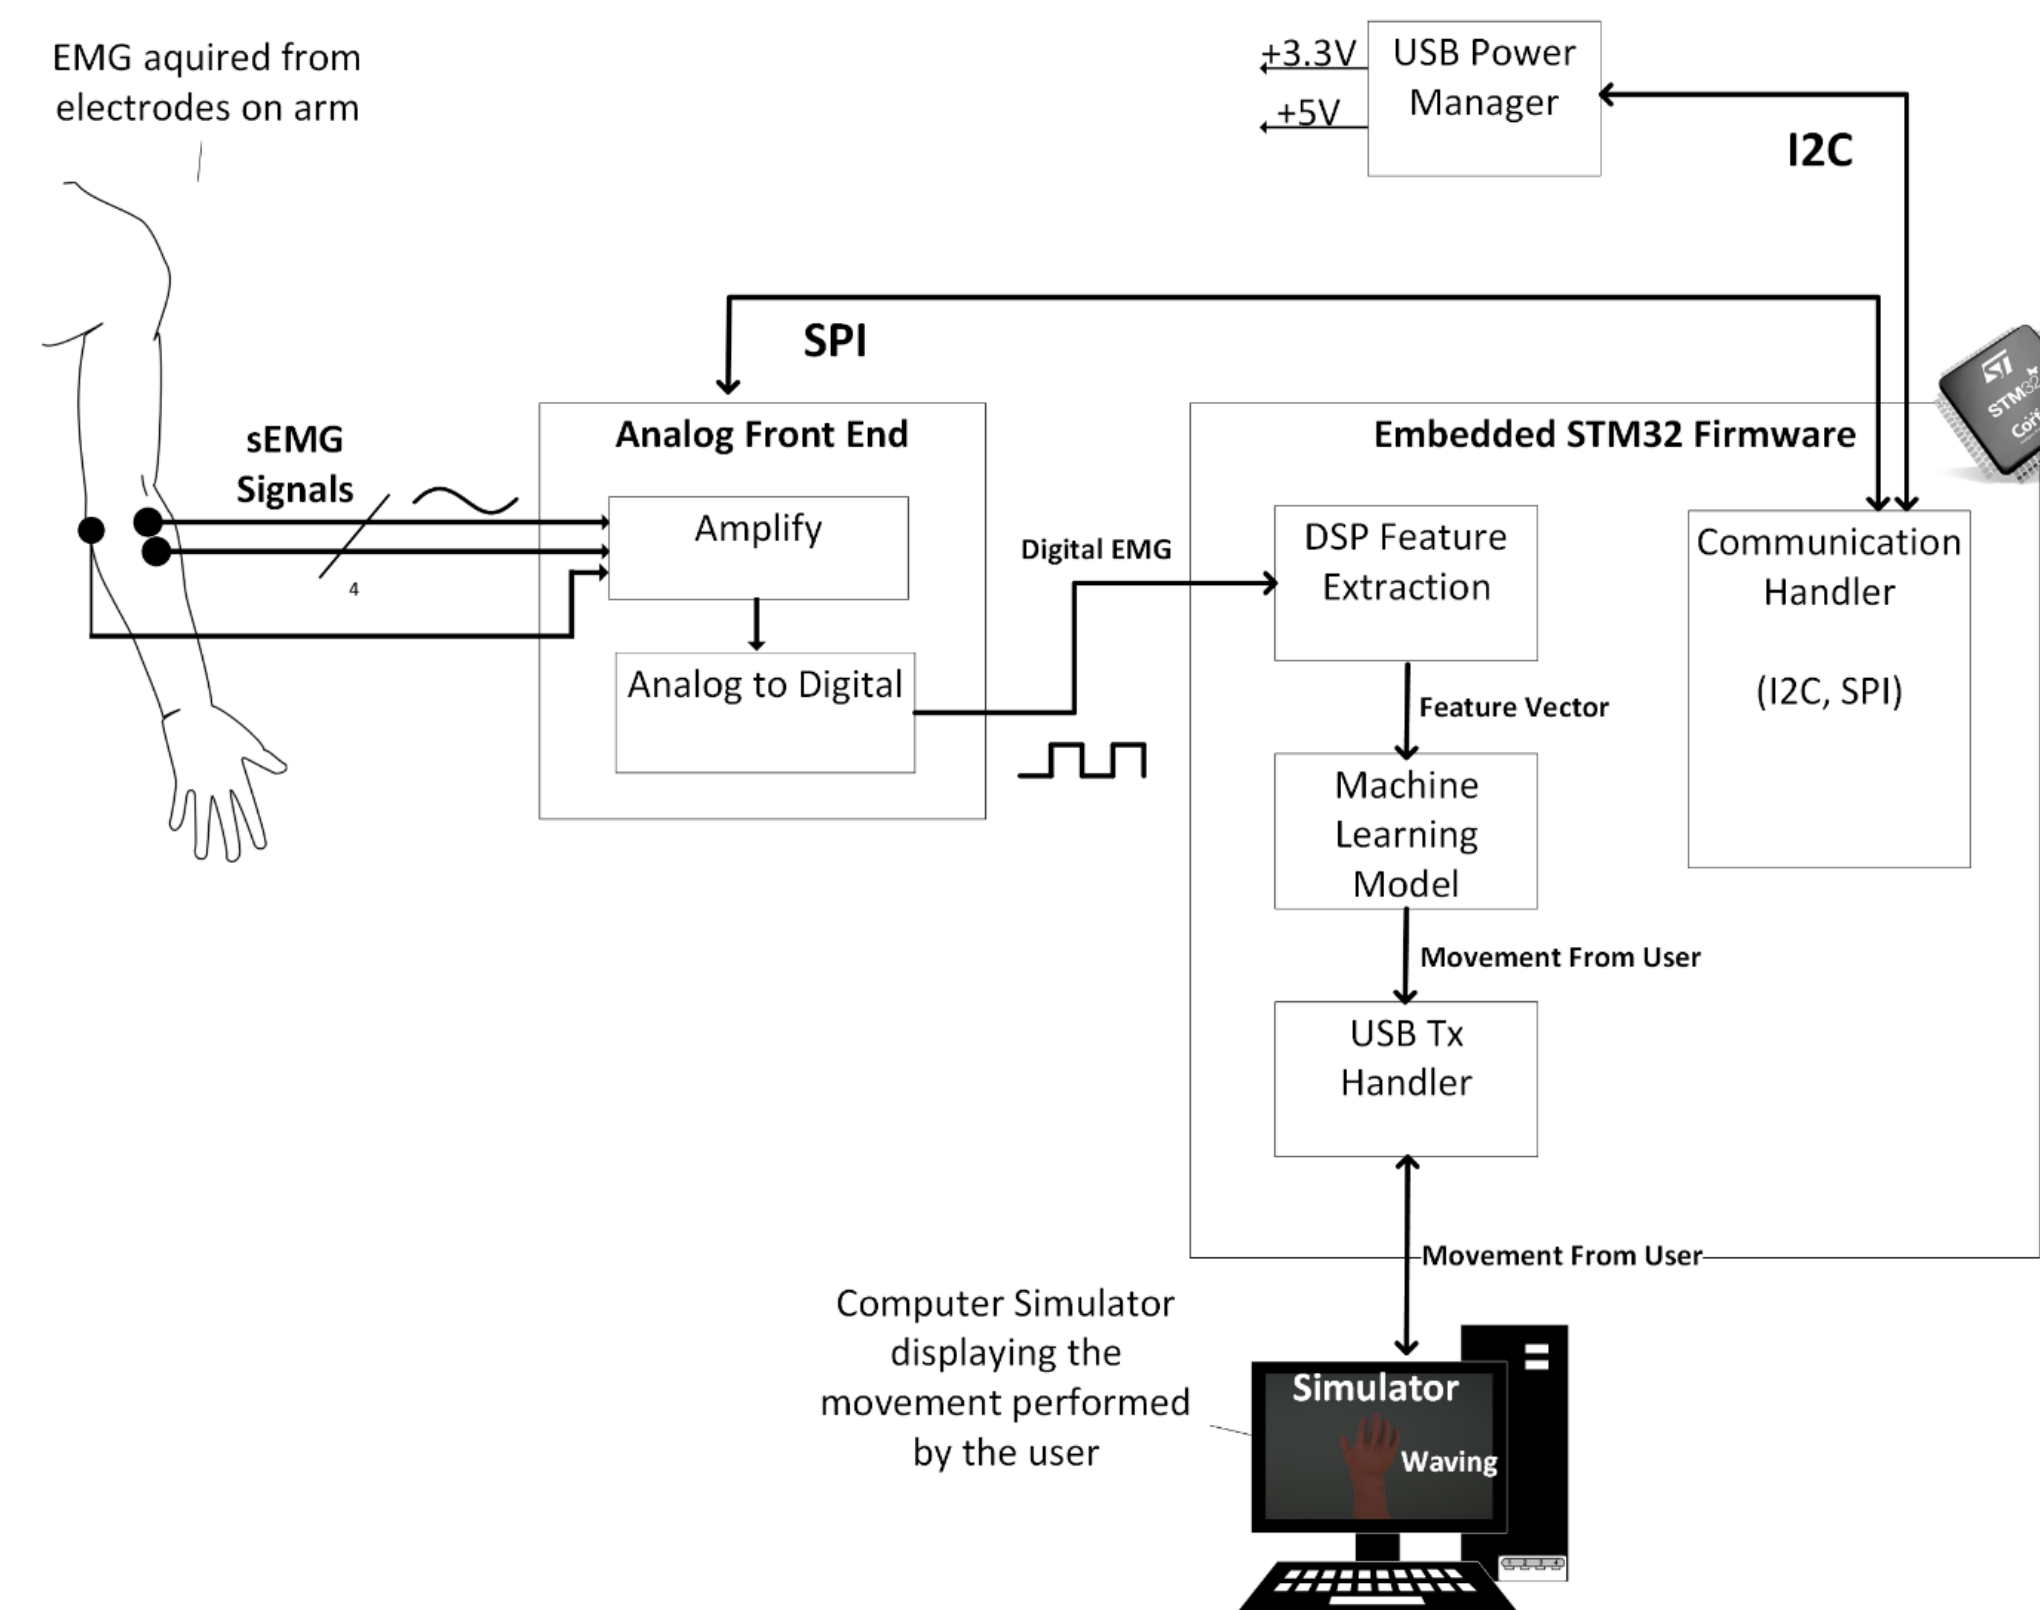 EMG aquired from
electrodes on arm
+3.3V
+5V
USB Power
Manager
I2C
SPI
STM32
sEMG
Signals
4
Analog Front End
Amplify
Analog to Digital
Digital EMG
Embedded STM32 Firmware
DSP Feature
Extraction
Feature Vector
Machine
Learning
Model
Movement From User
USB Tx
Handler
Communication
Handler
(I2C, SPI)
Movement From User
Computer Simulator
displaying the
movement performed
by the user
Simulator
Waving